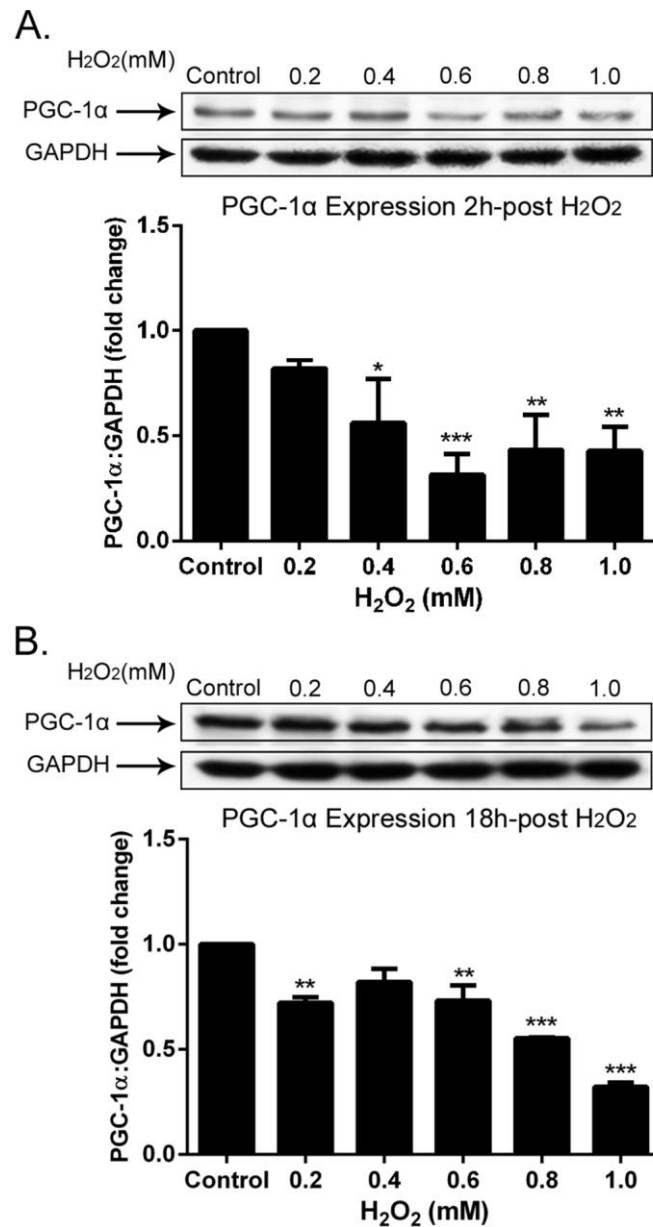 A.
H2O2(mM) Control 0.2 0.4 0.6 0.8 1.0
PGC-1α
GAPDH
PGC-1α Expression 2h-post H2O2
PGC-1α:GAPDH (fold change)
1.5
1.0
0.5
0.0
* *** ** **
Control 0.2 0.4 0.6 0.8 1.0
H2O2 (mM)
B.
H2O2(mM) Control 0.2 0.4 0.6 0.8 1.0
PGC-1α
GAPDH
PGC-1α Expression 18h-post H2O2
PGC-1α:GAPDH (fold change)
1.5
1.0
0.5
0.0
** ** *** ***
Control 0.2 0.4 0.6 0.8 1.0
H2O2 (mM)